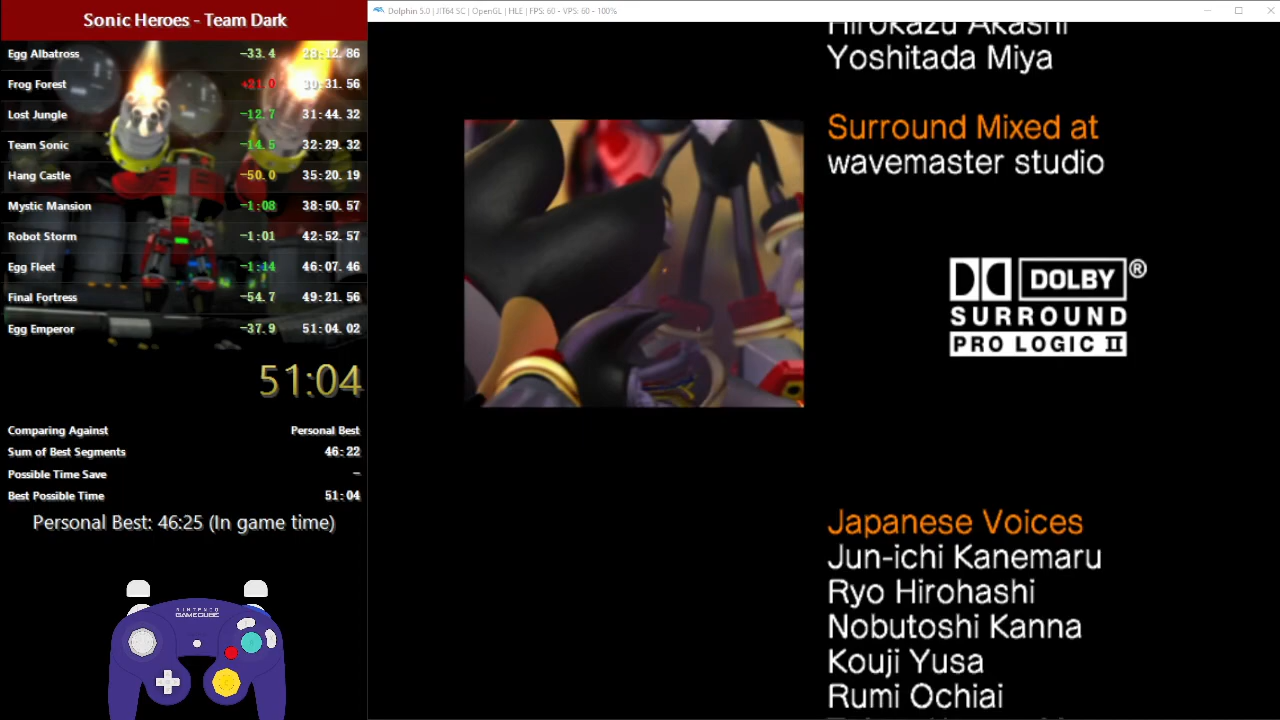 Sonic Heroes - Team Dark
Egg Albatross -33.4 28:12.86
Frog Forest +21.0 30:31.56
Lost Jungle -12.7 31:44.32
Team Sonic -14.5 32:29.32
Hang Castle -50.0 35:20.19
Mystic Mansion -1:08 38:50.57
Robot Storm -1:01 42:52.57
Egg Fleet -1:14 46:07.46
Final Fortress -54.7 49:21.56
Egg Emperor -37.9 51:04.02
51:04
Comparing Against Personal Best
Sum of Best Segments 46:22
Possible Time Save -
Best Possible Time 51:04
Personal Best: 46:25 (In game time)
NINTENDO
GAMECUBE
Dolphin 5.0 | JIT64 SC | OpenGL | HLE | FPS: 60 - VPS: 60 - 100%
Hirokazu Akashi
Yoshitada Miya
Surround Mixed at
wavemaster studio
DOLBY ®
SURROUND
PRO LOGIC II
Japanese Voices
Jun-ichi Kanemaru
Ryo Hirohashi
Nobutoshi Kanna
Kouji Yusa
Rumi Ochiai